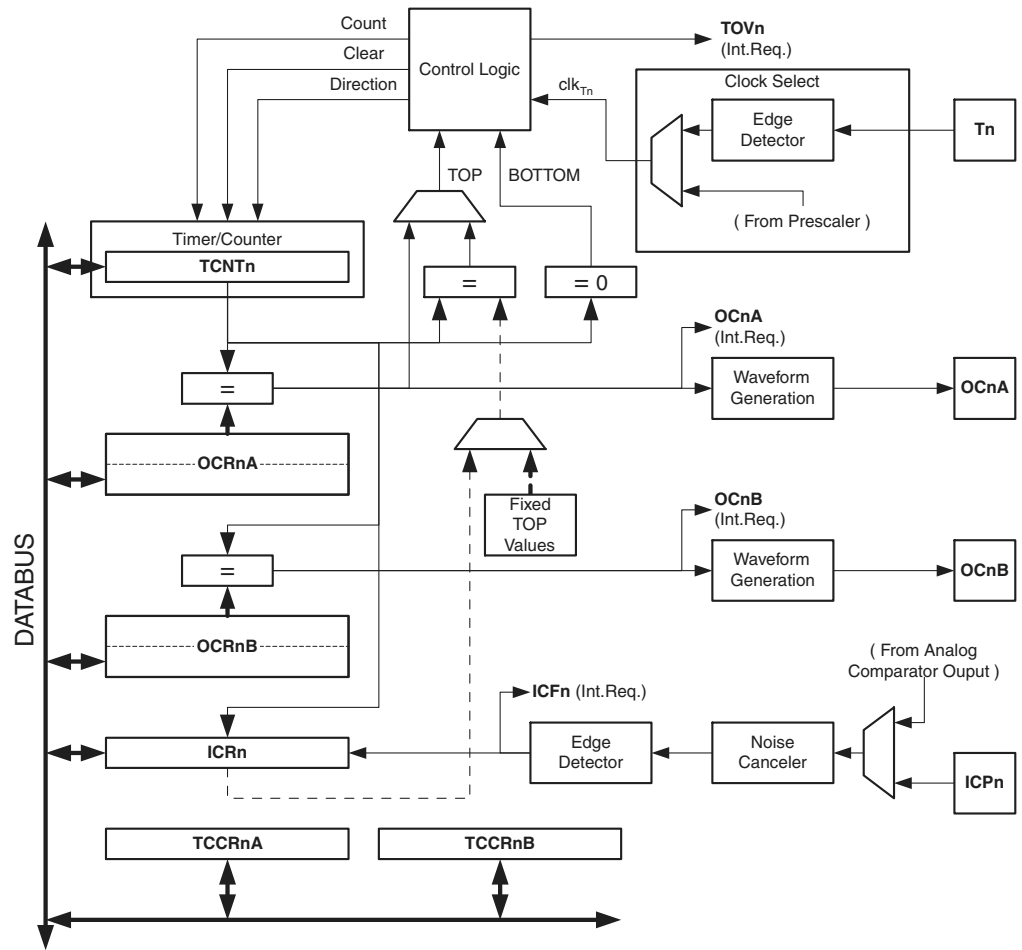 Count
Clear
Direction
Control Logic
TOVn
(Int.Req.)
clkTn
Clock Select
Edge
Detector
Tn
( From Prescaler )
TOP
BOTTOM
Timer/Counter
TCNTn
=
= 0
OCnA
(Int.Req.)
=
Waveform
Generation
OCnA
OCRnA
Fixed
TOP
Values
OCnB
(Int.Req.)
=
Waveform
Generation
OCnB
OCRnB
DATABUS
( From Analog
Comparator Ouput )
ICFn (Int.Req.)
ICRn
Edge
Detector
Noise
Canceler
ICPn
TCCRnA
TCCRnB